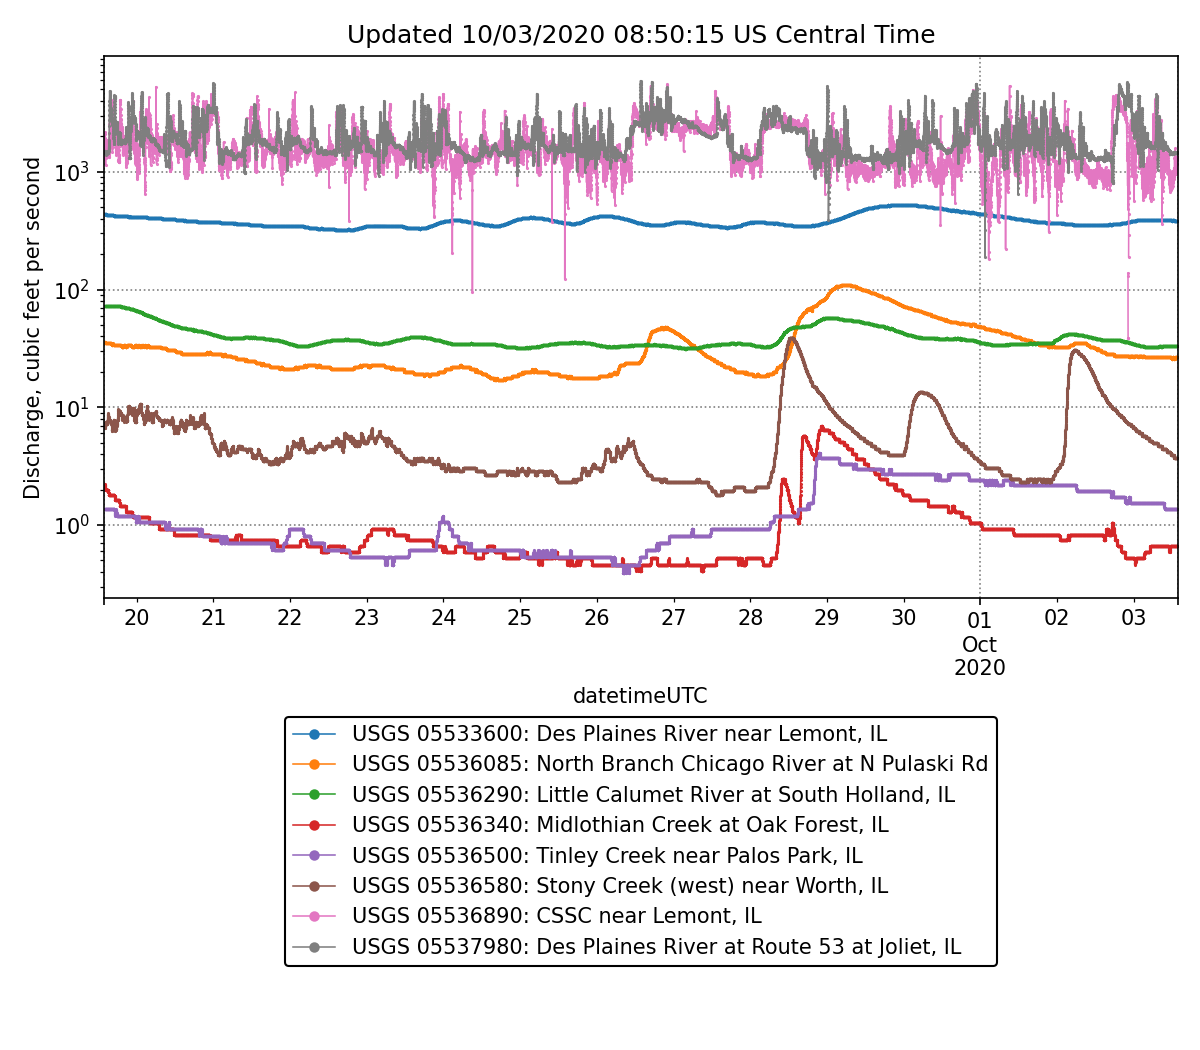 Updated 10/03/2020 08:50:15 US Central Time
Discharge, cubic feet per second
10³
10²
10¹
10⁰
20 21 22 23 24 25 26 27 28 29 30 01 02 03
Oct
2020
datetimeUTC
USGS 05533600: Des Plaines River near Lemont, IL
USGS 05536085: North Branch Chicago River at N Pulaski Rd
USGS 05536290: Little Calumet River at South Holland, IL
USGS 05536340: Midlothian Creek at Oak Forest, IL
USGS 05536500: Tinley Creek near Palos Park, IL
USGS 05536580: Stony Creek (west) near Worth, IL
USGS 05536890: CSSC near Lemont, IL
USGS 05537980: Des Plaines River at Route 53 at Joliet, IL